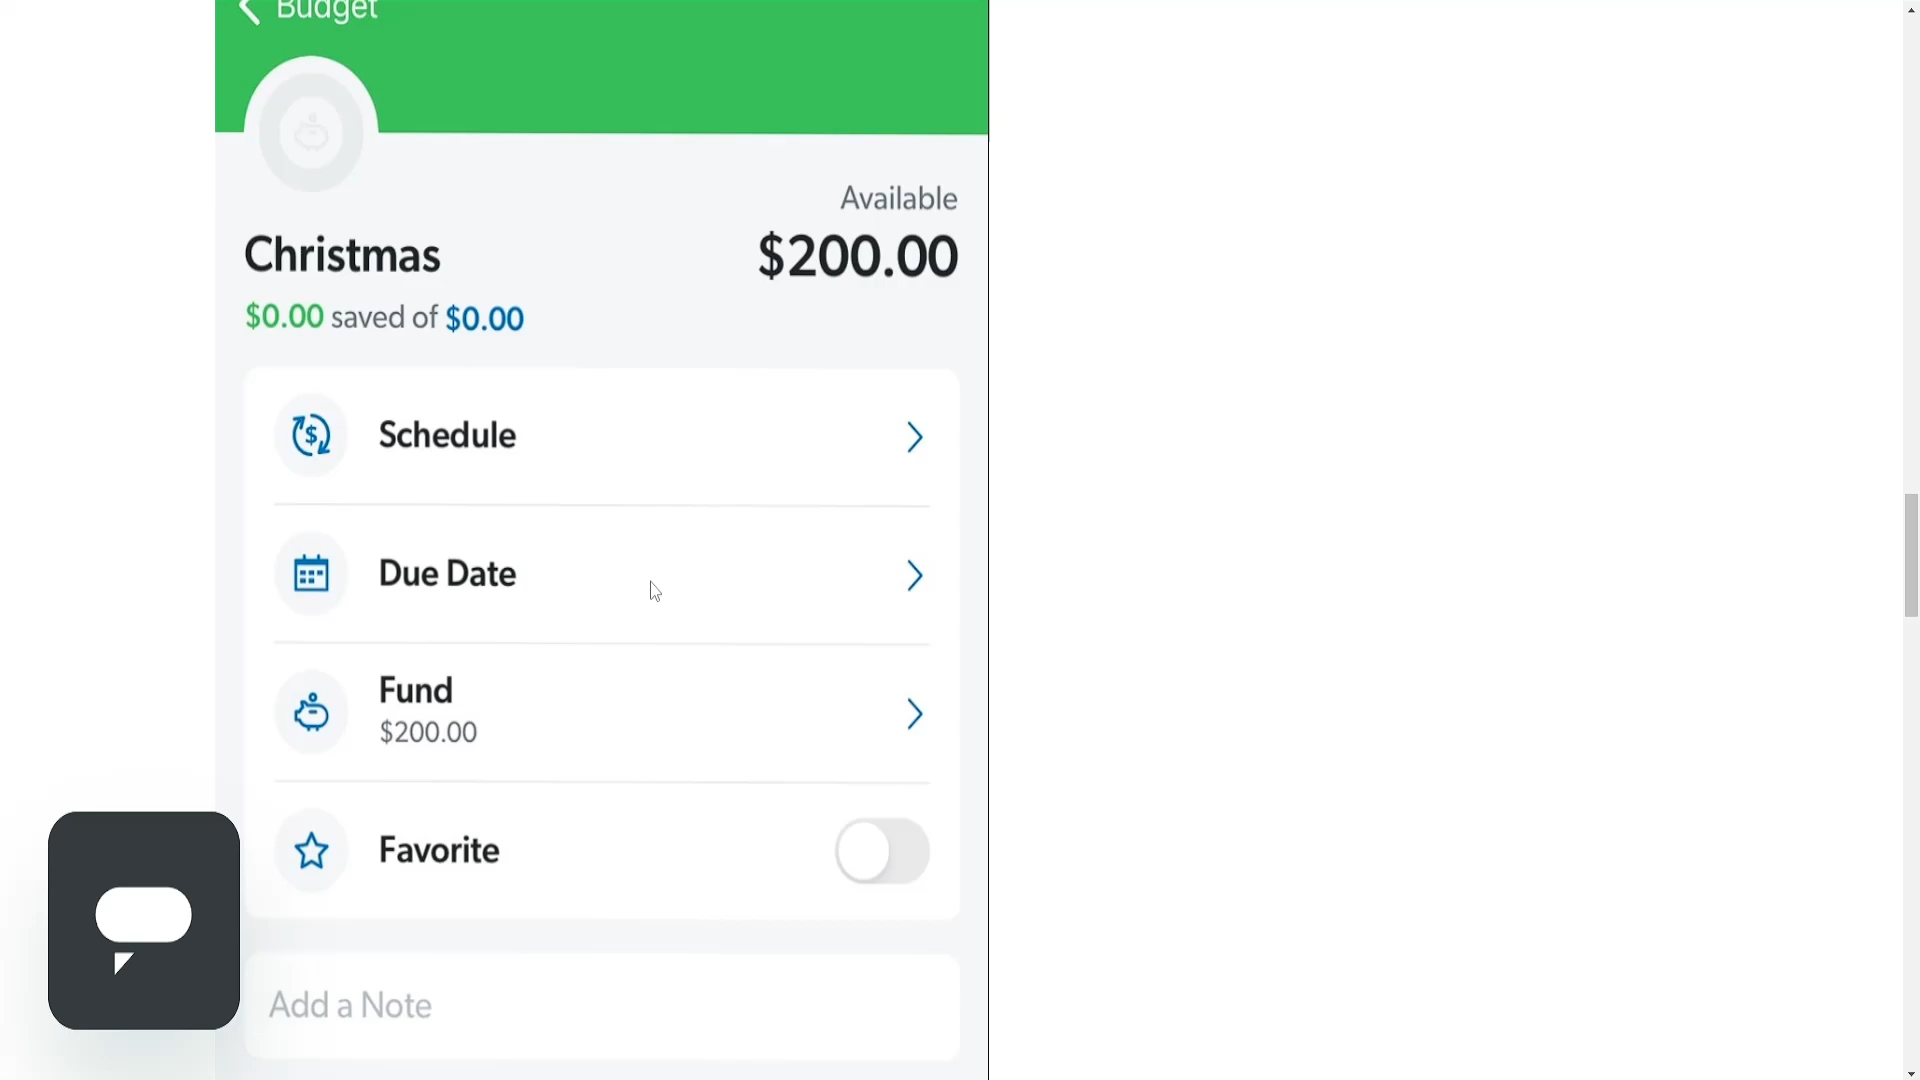 Budget
Available
Christmas
$200.00
$0.00 saved of $0.00
Schedule
Due Date
Fund
$200.00
Favorite
Add a Note